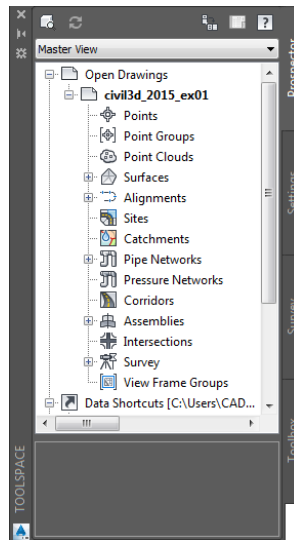 Master View
Open Drawings
civil3d_2015_ex01
Points
Point Groups
Point Clouds
Surfaces
Alignments
Sites
Catchments
Pipe Networks
Pressure Networks
Corridors
Assemblies
Intersections
Survey
View Frame Groups
Data Shortcuts [C:\Users\CAD...
Prospector
Settings
Survey
Toolbox
TOOLSPACE